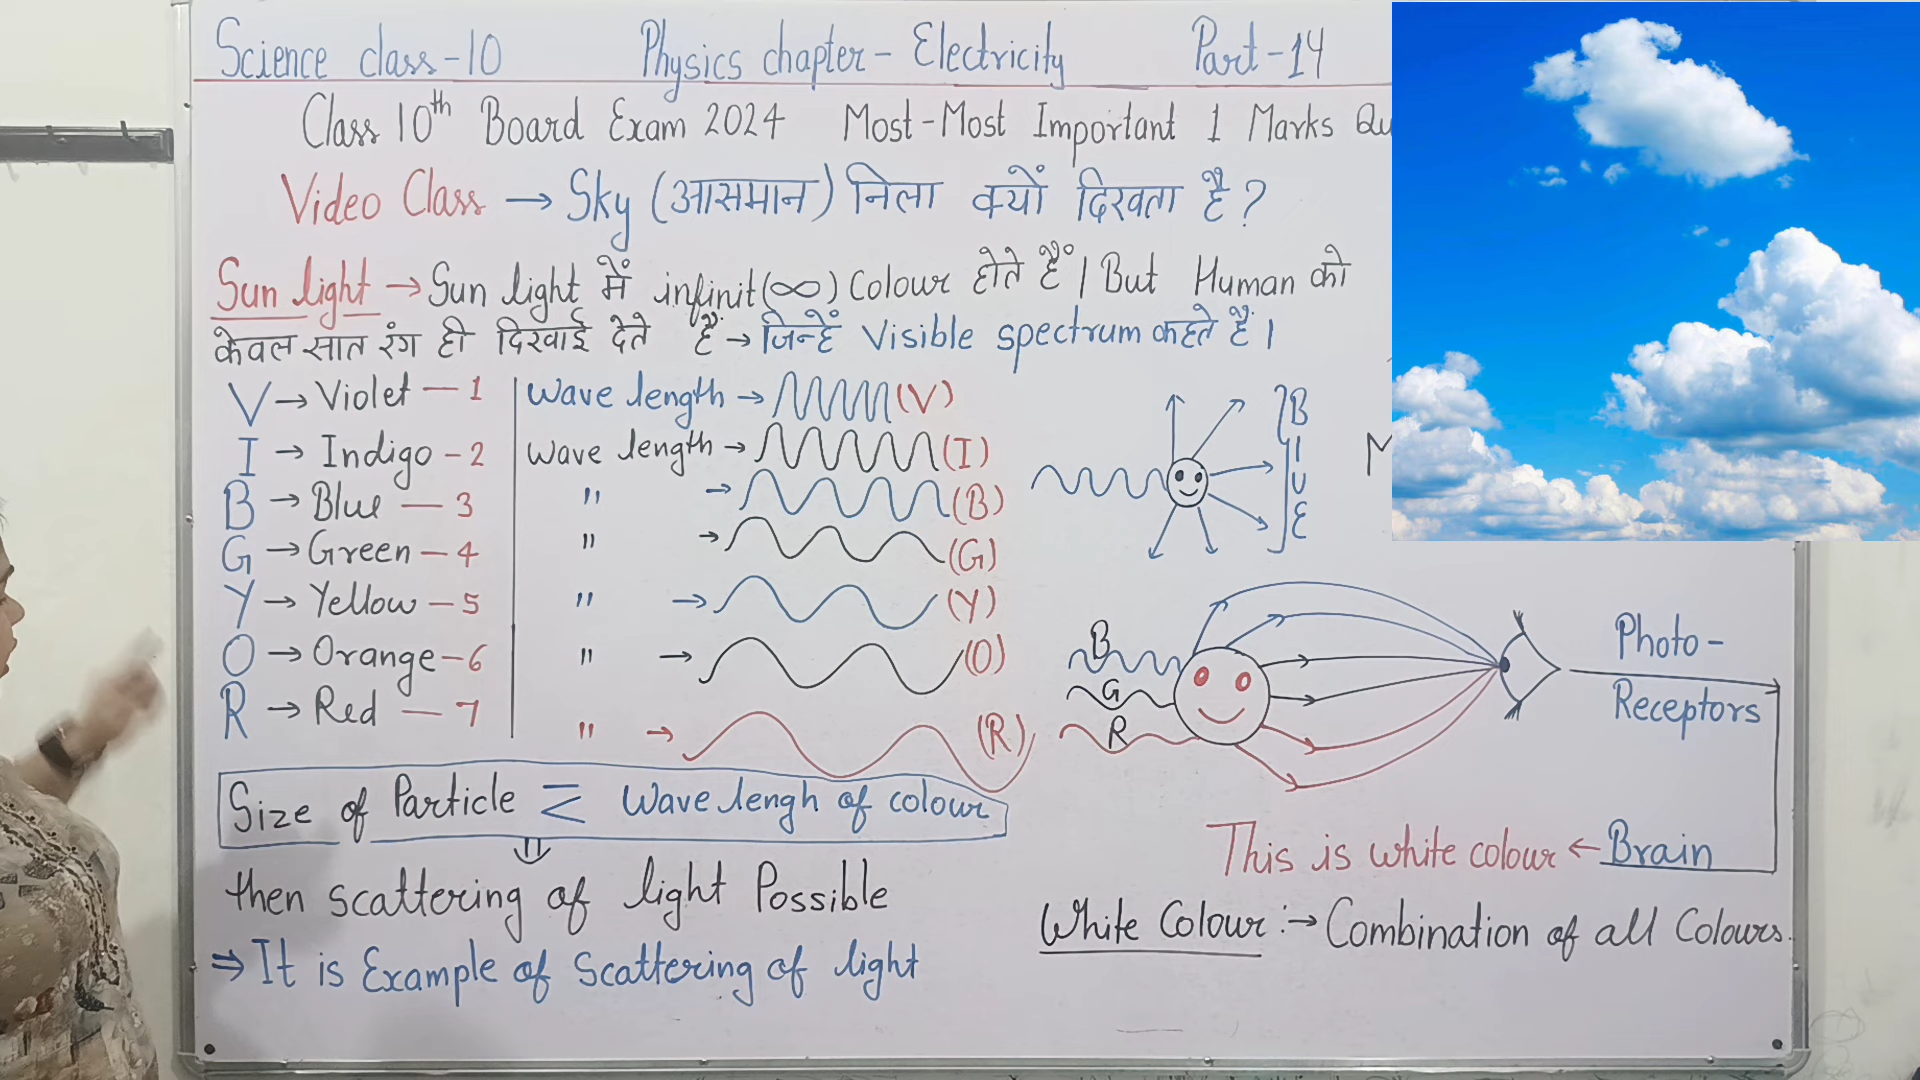 Science class-10 Physics chapter- Electricity Part-14
Class 10th Board Exam 2024 Most-Most Important 1 Marks Qu
Video Class → Sky (आसमान) निला क्यों दिखता है?
Sun light → Sun light में infinit(∞) Colour होते हैं। But Human को
केवल सात रंग ही दिखाई देते हैं → जिन्हें Visible spectrum कहते हैं।
V → Violet — 1
I → Indigo - 2
B → Blue — 3
G → Green - 4
Y → Yellow - 5
O → Orange - 6
R → Red — 7
Wave length → (V)
Wave length → (I)
" → (B)
" → (G)
" → (Y)
" → (O)
" → (R)
BlUE
M
B
G
R
Photo-
Receptors
Brain
This is white colour ←
White Colour :→ Combination of all Colours.
Size of Particle ⋜ Wave lengh of colour
⇓
then scattering of light Possible
⇒ It is Example of Scattering of light